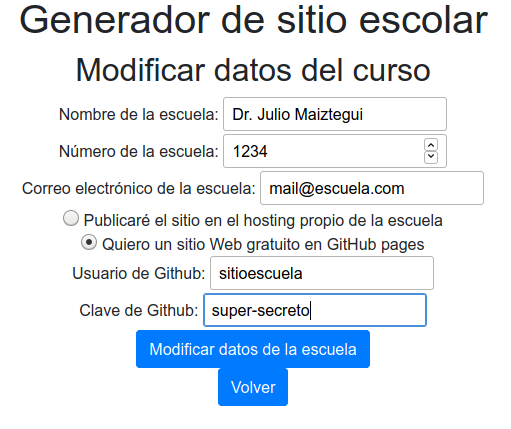 Generador de sitio escolar
Modificar datos del curso
Nombre de la escuela: Dr. Julio Maiztegui
Número de la escuela: 1234
Correo electrónico de la escuela: mail@escuela.com
Publicaré el sitio en el hosting propio de la escuela
Quiero un sitio Web gratuito en GitHub pages
Usuario de Github: sitioescuela
Clave de Github: super-secreto
Modificar datos de la escuela
Volver